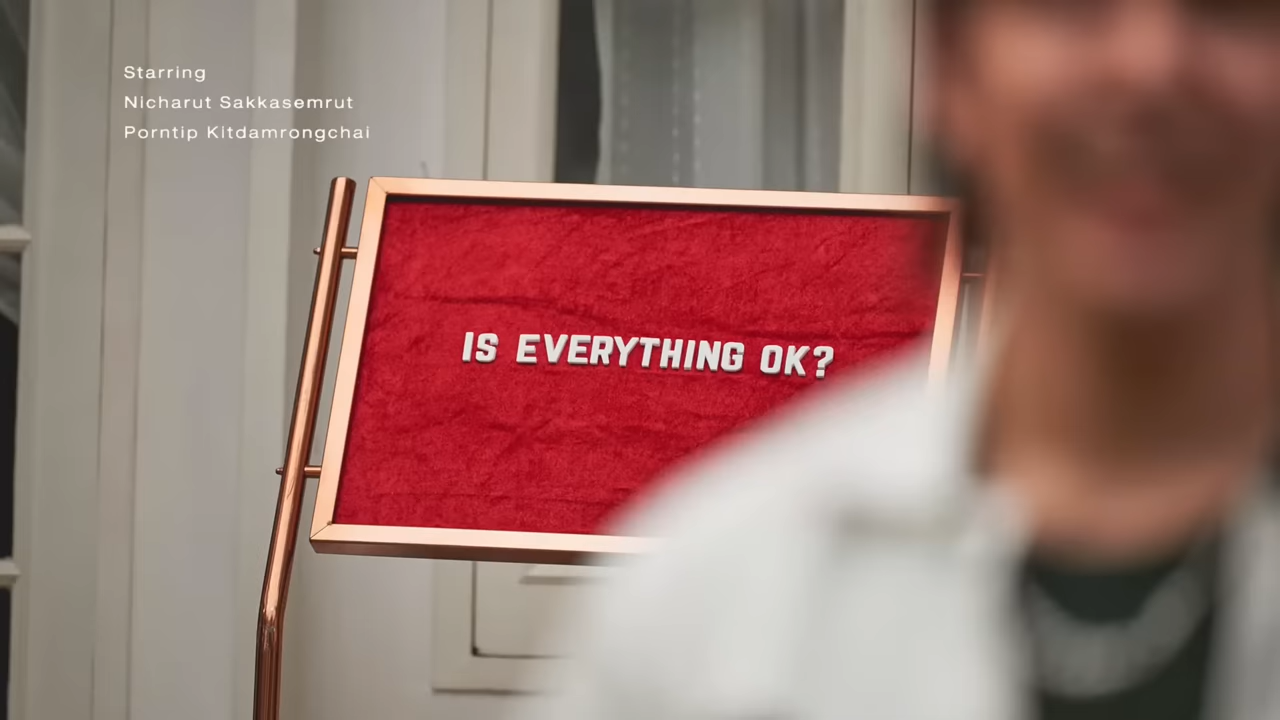 Starring
Nicharut Sakkasemrut
Porntip Kitdamrongchai
IS EVERYTHING OK?